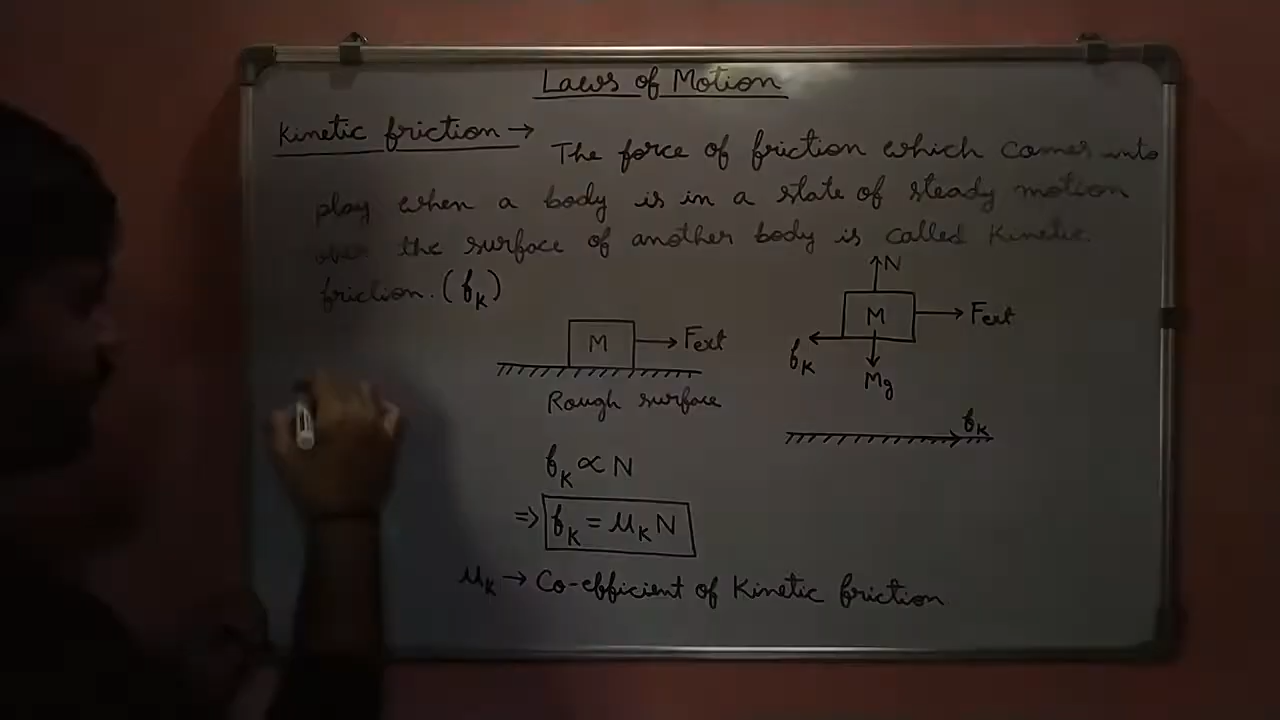 Laws of Motion
Kinetic friction → The force of friction which comes into
play when a body is in a state of steady motion
over the surface of another body is called Kinetic
friction. (fK)
M → Fext
Rough surface
N
M → Fext
fK
Mg
fK
fK ∝ N
⇒ fK = μK N
μK → Co-efficient of Kinetic friction